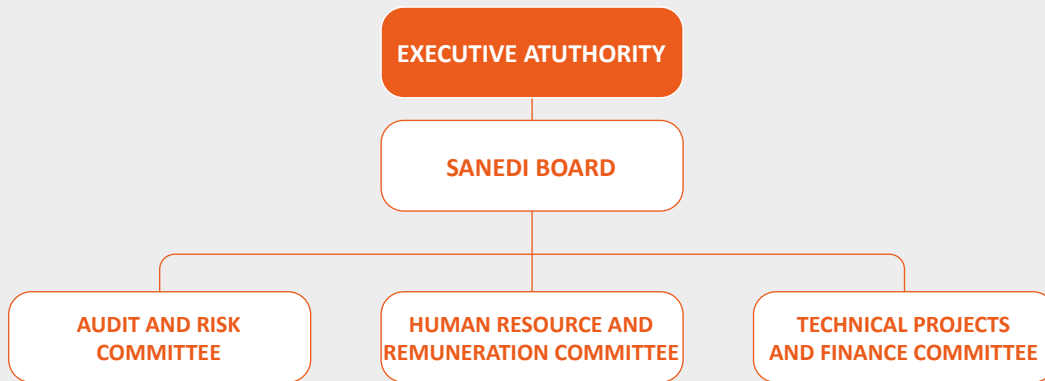 EXECUTIVE ATUTHORITY
SANEDI BOARD
AUDIT AND RISK
COMMITTEE
HUMAN RESOURCE AND
REMUNERATION COMMITTEE
TECHNICAL PROJECTS
AND FINANCE COMMITTEE